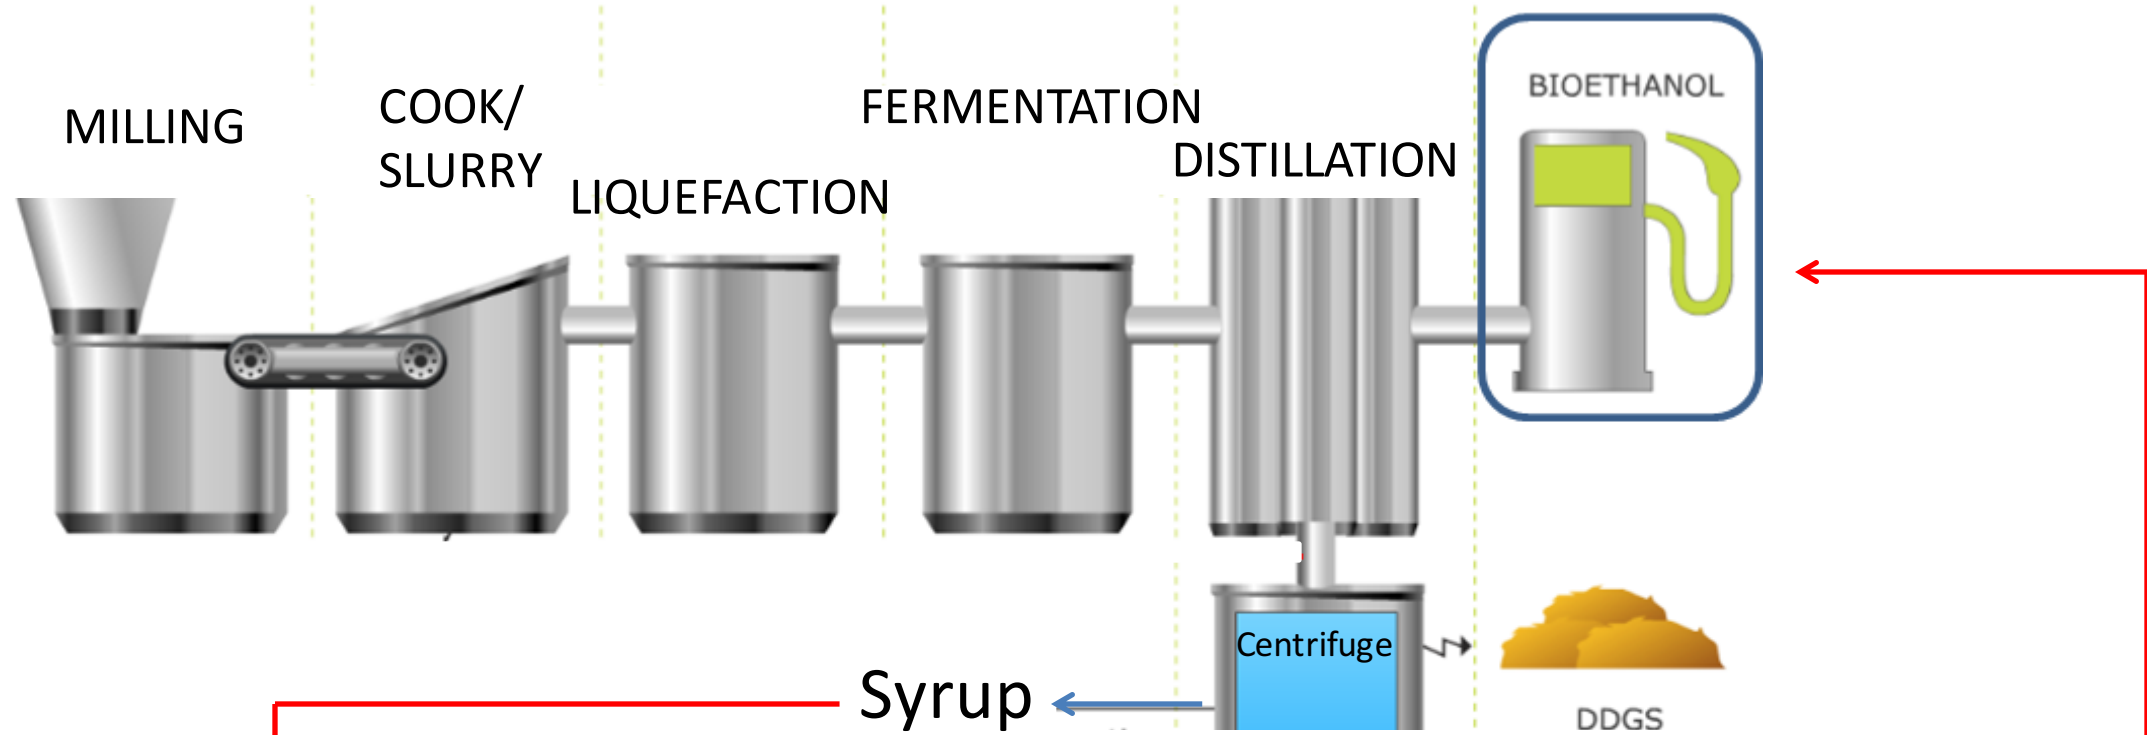 MILLING
COOK/
SLURRY
LIQUEFACTION
FERMENTATION
DISTILLATION
BIOETHANOL
Centrifuge
Syrup
DDGS